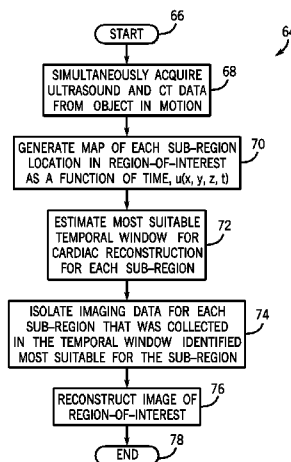 START
66
64
SIMULTANEOUSLY ACQUIRE
ULTRASOUND AND CT DATA
FROM OBJECT IN MOTION
68
GENERATE MAP OF EACH SUB-REGION
LOCATION IN REGION-OF-INTEREST
AS A FUNCTION OF TIME, u(x, y, z, t)
70
ESTIMATE MOST SUITABLE
TEMPORAL WINDOW FOR
CARDIAC RECONSTRUCTION
FOR EACH SUB-REGION
72
ISOLATE IMAGING DATA FOR EACH
SUB-REGION THAT WAS COLLECTED
IN THE TEMPORAL WINDOW IDENTIFIED
MOST SUITABLE FOR THE SUB-REGION
74
RECONSTRUCT IMAGE OF
REGION-OF-INTEREST
76
END
78